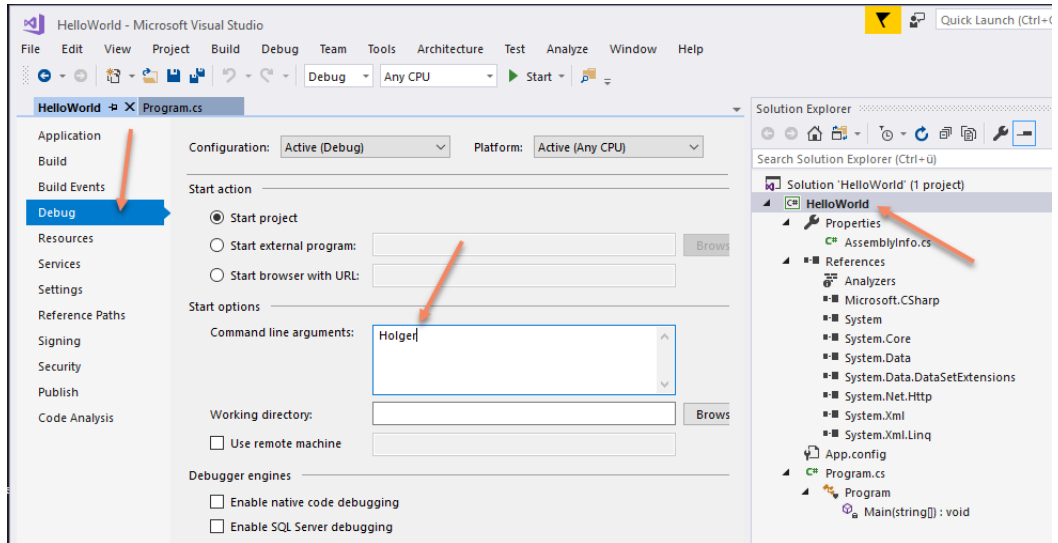 HelloWorld - Microsoft Visual Studio
Quick Launch (Ctrl+
File Edit View Project Build Debug Team Tools Architecture Test Analyze Window Help
Debug Any CPU Start
HelloWorld Program.cs
Application
Build
Build Events
Debug
Resources
Services
Settings
Reference Paths
Signing
Security
Publish
Code Analysis
Configuration: Active (Debug) Platform: Active (Any CPU)
Start action
Start project
Start external program: Brows
Start browser with URL:
Start options
Command line arguments: Holger
Working directory: Brows
Use remote machine
Debugger engines
Enable native code debugging
Enable SQL Server debugging
Solution Explorer
Search Solution Explorer (Ctrl+ü)
Solution 'HelloWorld' (1 project)
C# HelloWorld
Properties
C# AssemblyInfo.cs
References
Analyzers
Microsoft.CSharp
System
System.Core
System.Data
System.Data.DataSetExtensions
System.Net.Http
System.Xml
System.Xml.Linq
App.config
C# Program.cs
Program
Main(string[]) : void